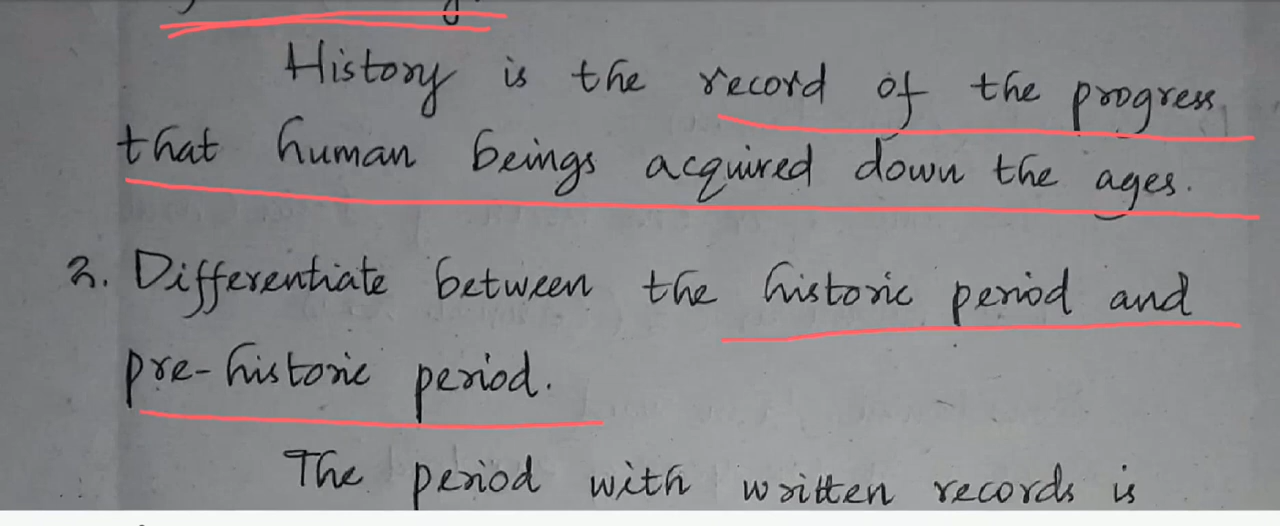 History is the record of the progress
that human beings acquired down the ages.
2. Differentiate between the historic period and
pre-historic period.
The period with written records is